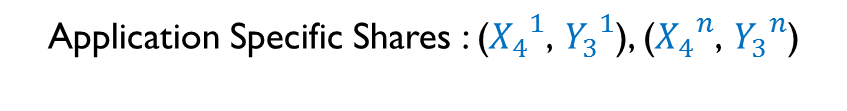 Application Specific Shares : (X₄¹, Y₃¹), (X₄ⁿ, Y₃ⁿ)